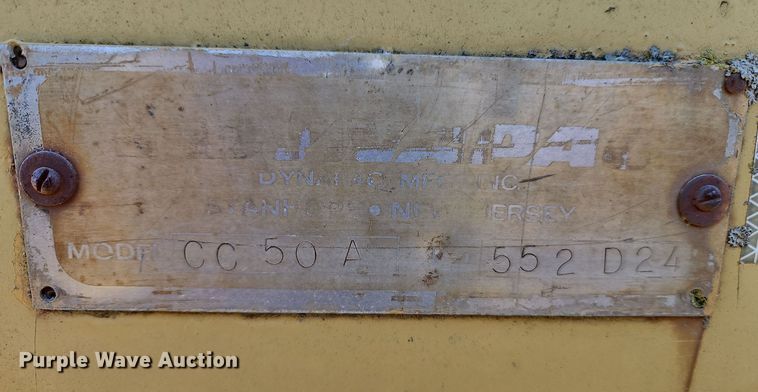 DYNAPAC MFG. INC.
STANHOPE • NEW JERSEY
MODEL CC 50 A 552 D24
Purple Wave Auction